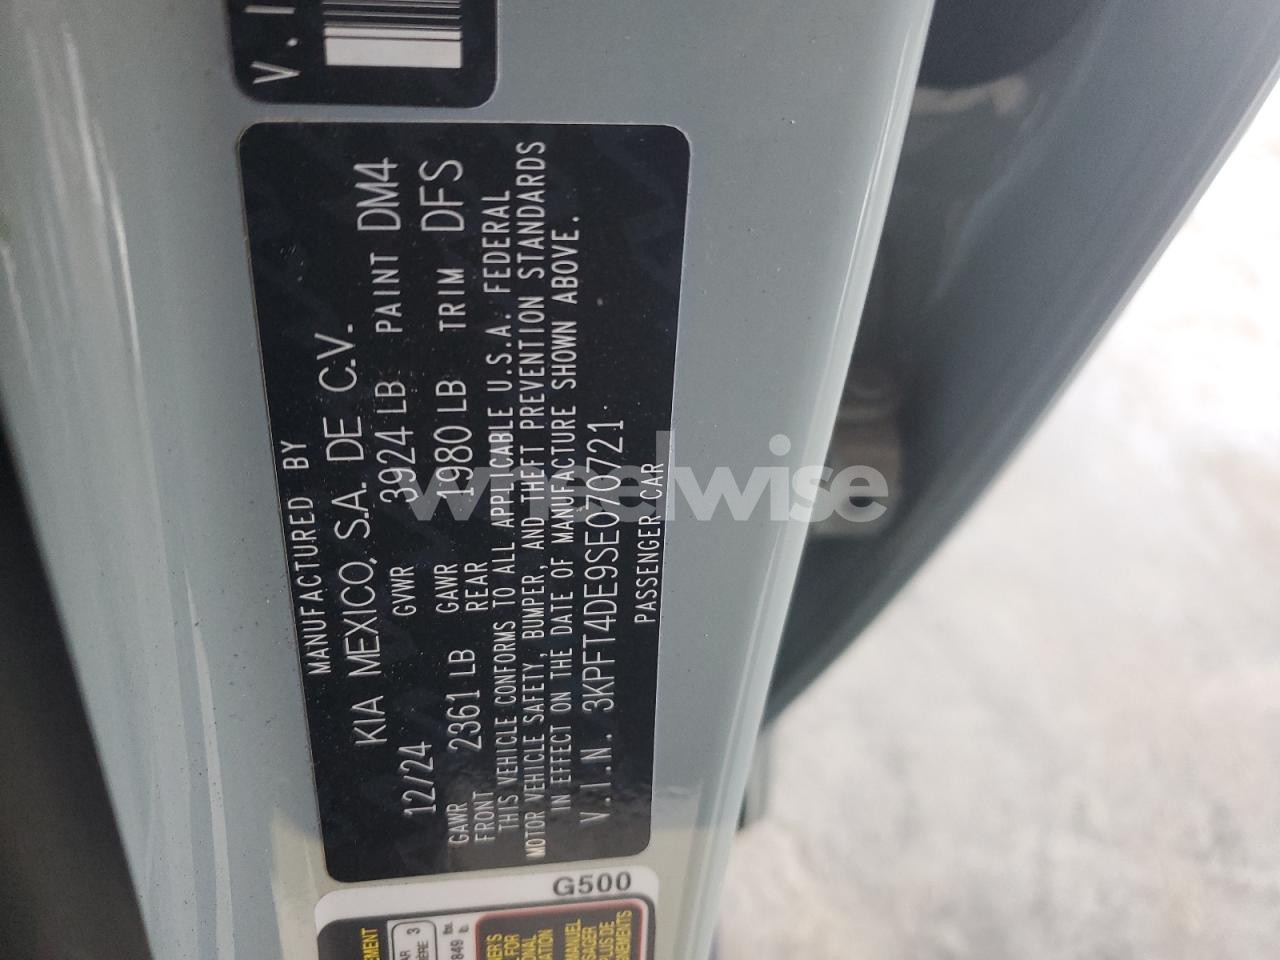 V.I
MANUFACTURED BY
KIA MEXICO, S.A. DE C.V.
12/24 GVWR 3924 LB PAINT DM4
GAWR FRONT 2361 LB GAWR REAR 1980 LB TRIM DFS
THIS VEHICLE CONFORMS TO ALL APPLICABLE U.S.A. FEDERAL
MOTOR VEHICLE SAFETY, BUMPER, AND THEFT PREVENTION STANDARDS
IN EFFECT ON THE DATE OF MANUFACTURE SHOWN ABOVE.
V.I.N. 3KPFT4DE9SE070721
PASSENGER CAR
wheelwise
G500